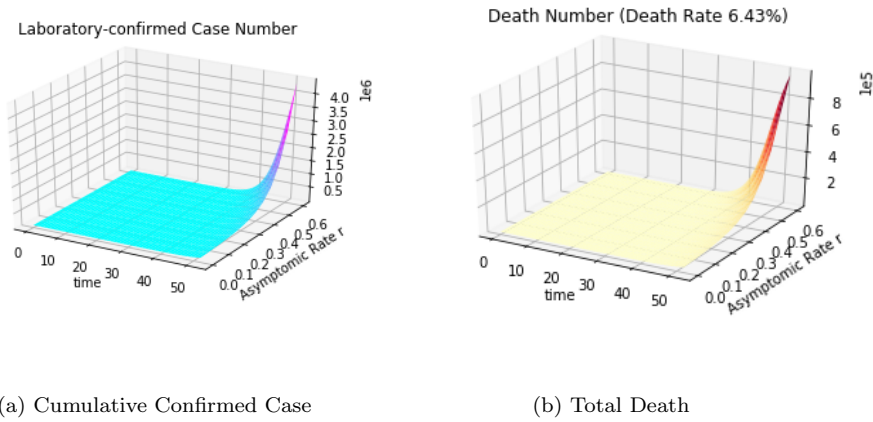 Laboratory-confirmed Case Number
1e6
4.0
3.5
3.0
2.5
2.0
1.5
1.0
0.5
0 10 20 30 40 50
time
0.0 0.1 0.2 0.3 0.4 0.5 0.6
Asymptomic Rate r
Death Number (Death Rate 6.43%)
1e5
8
6
4
2
0 10 20 30 40 50
time
0.0 0.1 0.2 0.3 0.4 0.5 0.6
Asymptomic Rate r
a) Cumulative Confirmed Case
(b) Total Death